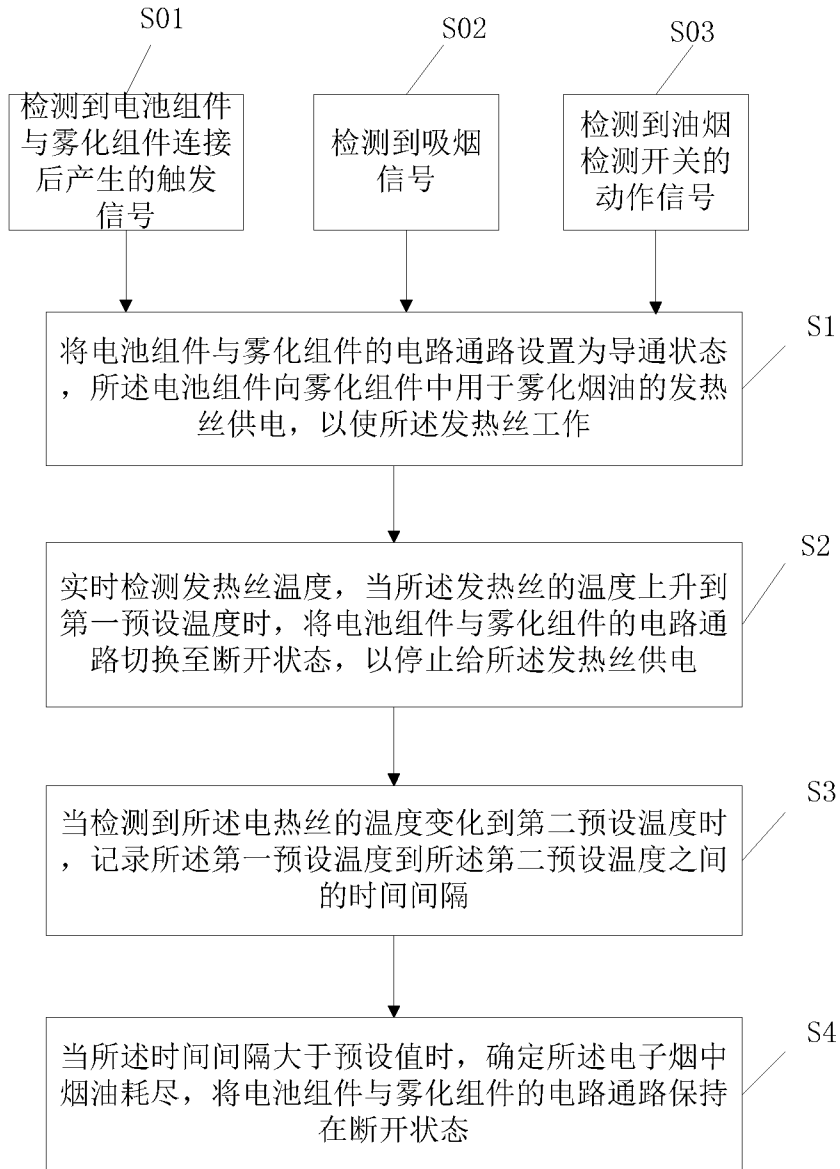 S01
S02
S03
检测到电池组件
与雾化组件连接
后产生的触发
信号
检测到吸烟
信号
检测到油烟
检测开关的
动作信号
S1
将电池组件与雾化组件的电路通路设置为导通状态
，所述电池组件向雾化组件中用于雾化烟油的发热
丝供电，以使所述发热丝工作
S2
实时检测发热丝温度，当所述发热丝的温度上升到
第一预设温度时，将电池组件与雾化组件的电路通
路切换至断开状态，以停止给所述发热丝供电
S3
当检测到所述电热丝的温度变化到第二预设温度时
，记录所述第一预设温度到所述第二预设温度之间
的时间间隔
S4
当所述时间间隔大于预设值时，确定所述电子烟中
烟油耗尽，将电池组件与雾化组件的电路通路保持
在断开状态